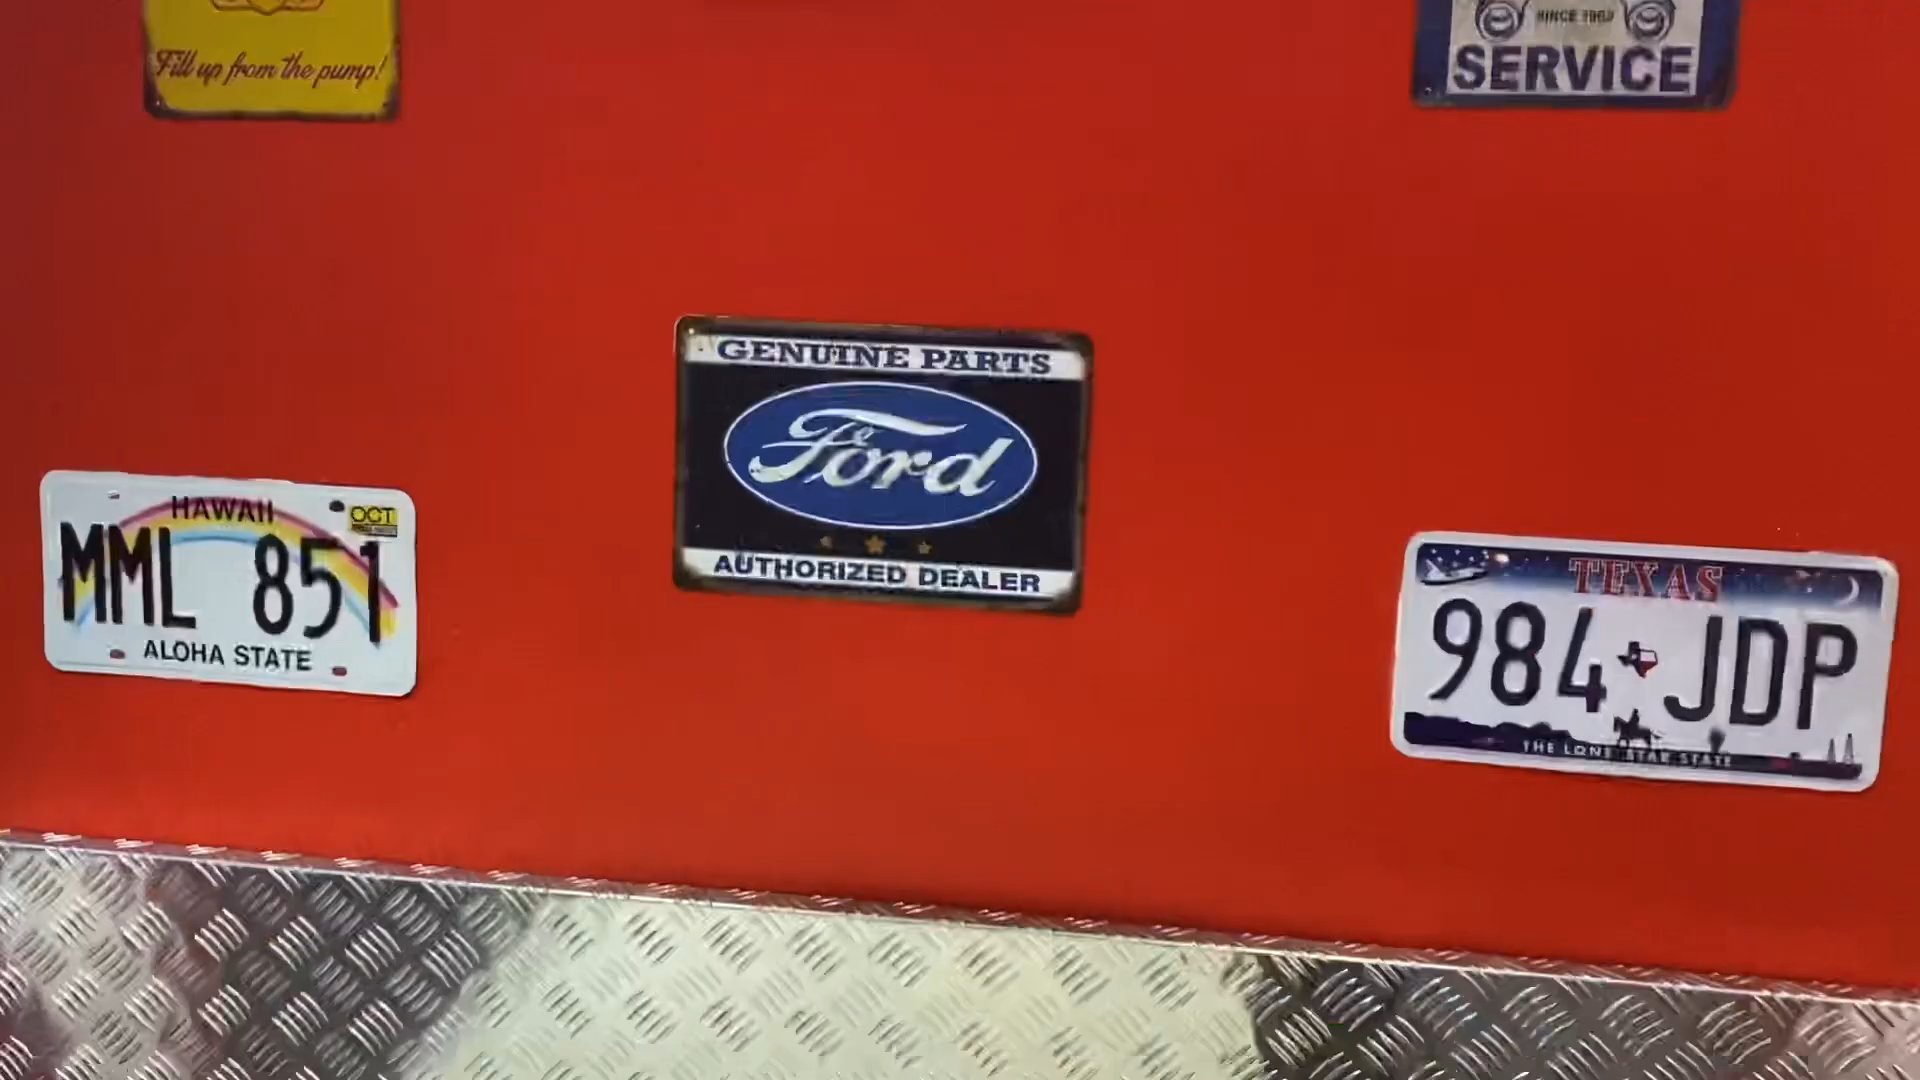 Fill up from the pump!
SINCE 1963
SERVICE
GENUINE PARTS
Ford
AUTHORIZED DEALER
HAWAII
OCT
MML 851
ALOHA STATE
TEXAS
984 JDP
THE LONE STAR STATE